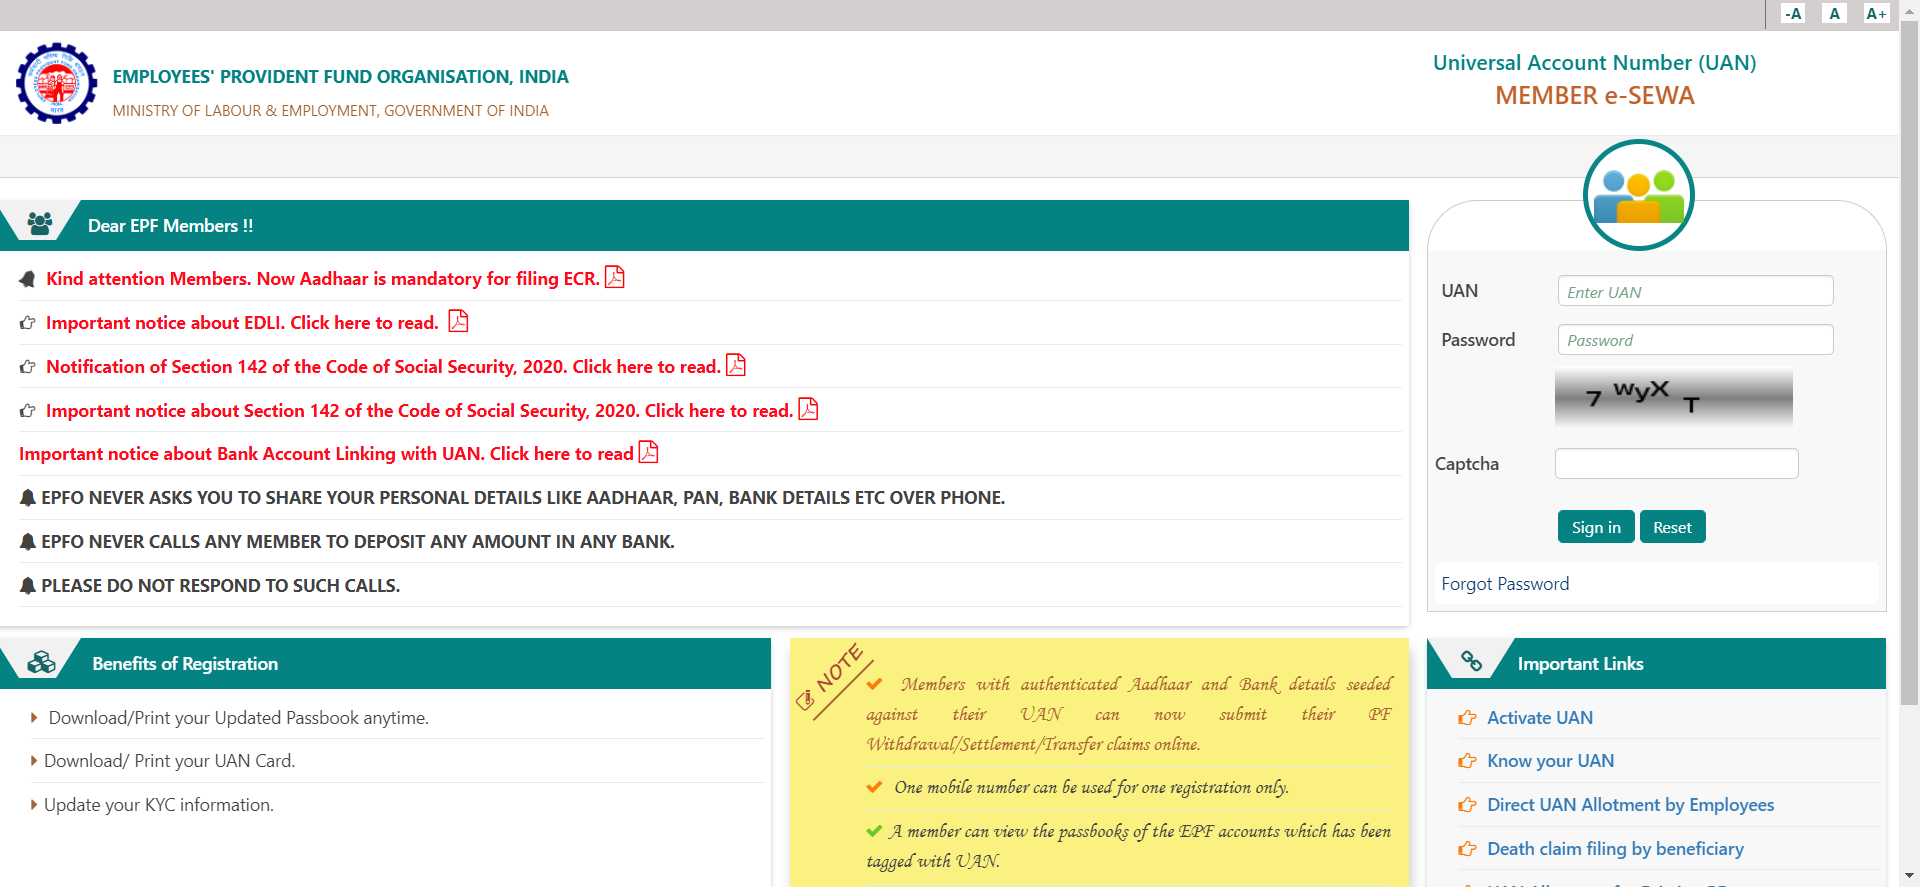 -A A A+
EMPLOYEES' PROVIDENT FUND ORGANISATION, INDIA
MINISTRY OF LABOUR & EMPLOYMENT, GOVERNMENT OF INDIA
Universal Account Number (UAN)
MEMBER e-SEWA
Dear EPF Members !!
Kind attention Members. Now Aadhaar is mandatory for filing ECR.
Important notice about EDLI. Click here to read.
Notification of Section 142 of the Code of Social Security, 2020. Click here to read.
Important notice about Section 142 of the Code of Social Security, 2020. Click here to read.
Important notice about Bank Account Linking with UAN. Click here to read
EPFO NEVER ASKS YOU TO SHARE YOUR PERSONAL DETAILS LIKE AADHAAR, PAN, BANK DETAILS ETC OVER PHONE.
EPFO NEVER CALLS ANY MEMBER TO DEPOSIT ANY AMOUNT IN ANY BANK.
PLEASE DO NOT RESPOND TO SUCH CALLS.
UAN Enter UAN
Password Password
7 wyX T
Captcha
Sign in Reset
Forgot Password
Benefits of Registration
Download/Print your Updated Passbook anytime.
Download/ Print your UAN Card.
Update your KYC information.
NOTE
Members with authenticated Aadhaar and Bank details seeded
against their UAN can now submit their PF
Withdrawal/Settlement/Transfer claims online.
One mobile number can be used for one registration only.
A member can view the passbooks of the EPF accounts which has been
tagged with UAN.
Important Links
Activate UAN
Know your UAN
Direct UAN Allotment by Employees
Death claim filing by beneficiary